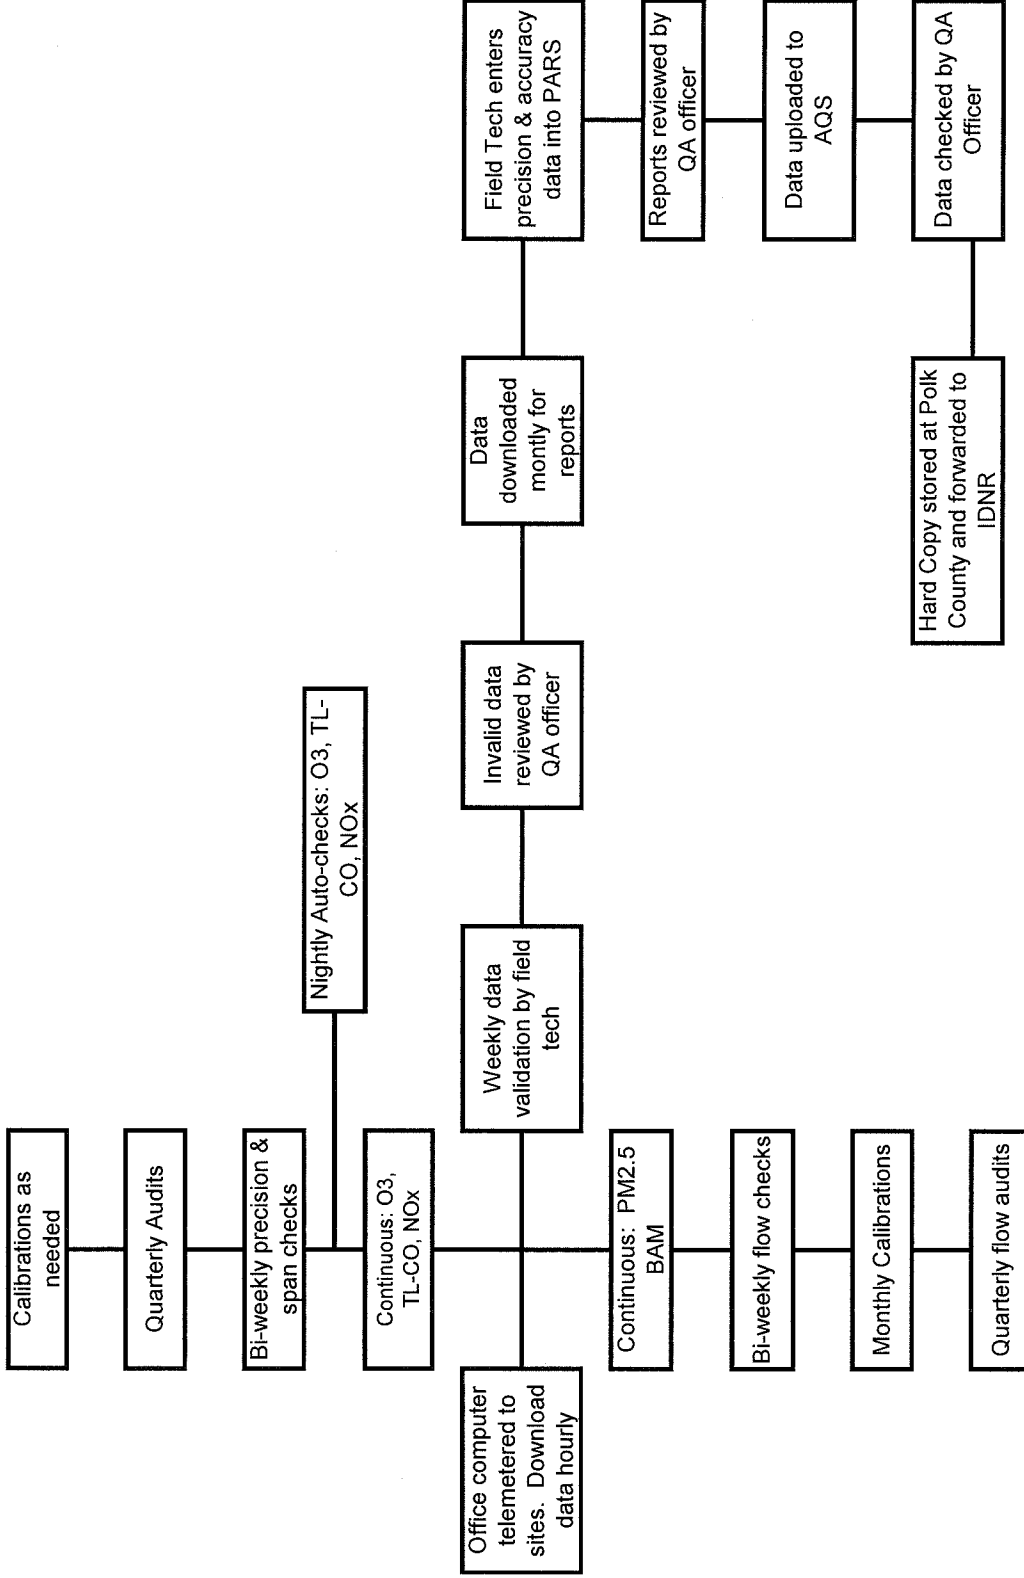 Calibrations as
needed
Quarterly Audits
Bi-weekly precision &
span checks
Nightly Auto-checks: O3, TL-
CO, NOx
Continuous: O3,
TL-CO, NOx
Office computer
telemetered to
sites. Download
data hourly
Weekly data
validation by field
tech
Invalid data
reviewed by
QA officer
Data
downloaded
montly for
reports
Field Tech enters
precision & accuracy
data into PARS
Continuous: PM2.5
BAM
Bi-weekly flow checks
Monthly Calibrations
Quarterly flow audits
Reports reviewed by
QA officer
Data uploaded to
AQS
Data checked by QA
Officer
Hard Copy stored at Polk
County and forwarded to
IDNR